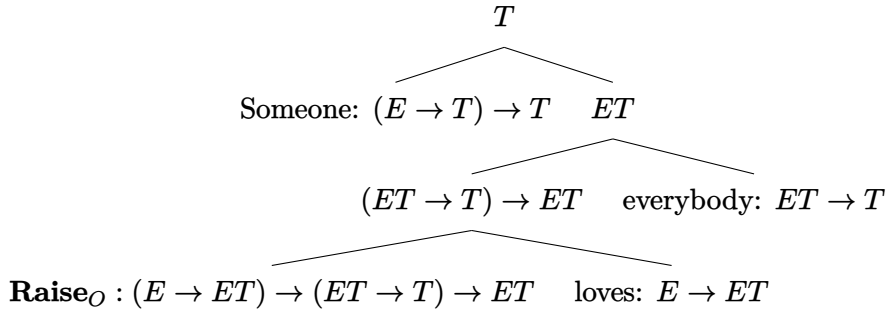 T
Someone: (E → T) → T ET
(ET → T) → ET everybody: ET → T
Raise_O : (E → ET) → (ET → T) → ET loves: E → ET